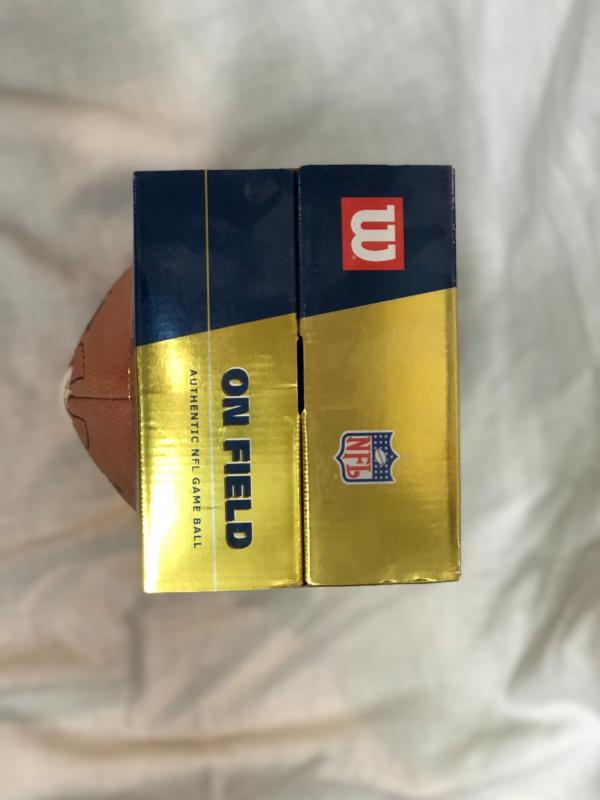 W
ON FIELD
AUTHENTIC NFL GAME BALL
NFL